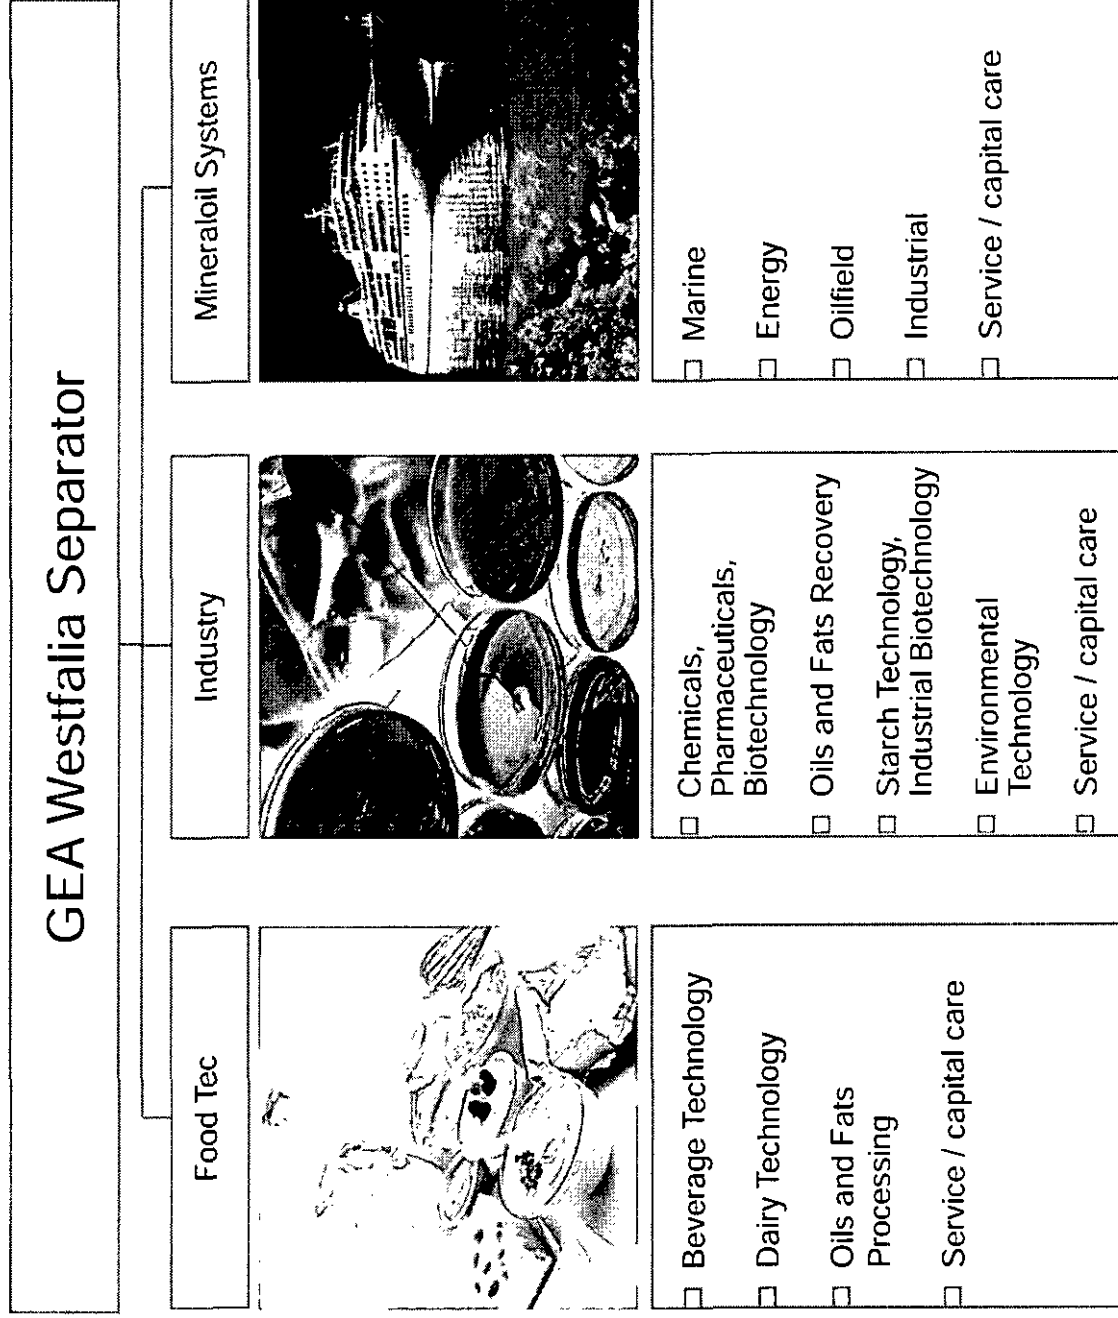 GEA Westfalia Separator
Food Tec
Industry
Mineraloil Systems
☐ Beverage Technology
☐ Dairy Technology
☐ Oils and Fats
Processing
☐ Service / capital care
☐ Chemicals,
Pharmaceuticals,
Biotechnology
☐ Oils and Fats Recovery
☐ Starch Technology,
Industrial Biotechnology
☐ Environmental
Technology
☐ Service / capital care
☐ Marine
☐ Energy
☐ Oilfield
☐ Industrial
☐ Service / capital care